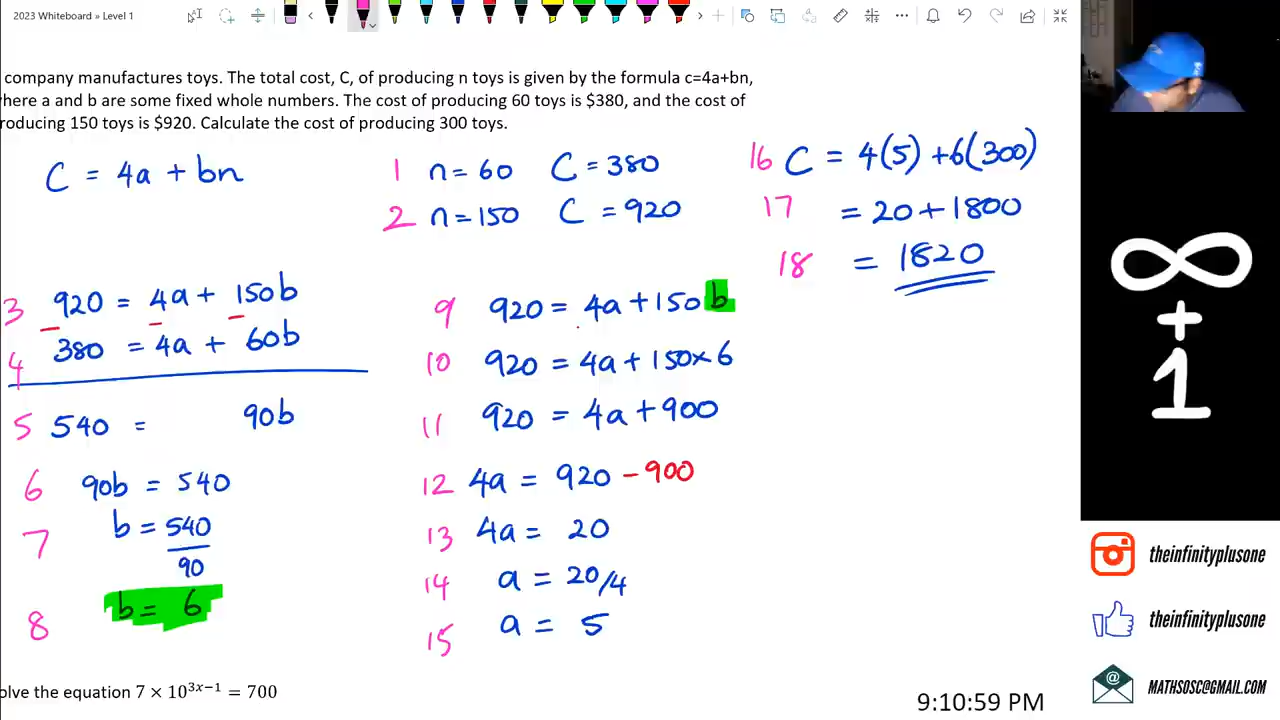 2023 Whiteboard » Level 1
company manufactures toys. The total cost, C, of producing n toys is given by the formula c=4a+bn,
here a and b are some fixed whole numbers. The cost of producing 60 toys is $380, and the cost of
roducing 150 toys is $920. Calculate the cost of producing 300 toys.
C = 4a + bn
1 n=60 C=380
2 n=150 C = 920
3 920 = 4a + 150b
4 380 = 4a + 60b
5 540 = 90b
6 90b = 540
7 b = 540
90
8 b = 6
9 920 = 4a+150b
10 920 = 4a+150×6
11 920 = 4a+900
12 4a = 920 -900
13 4a = 20
14 a = 20/4
15 a = 5
16 C = 4(5) +6(300)
17 = 20+1800
18 = 1820
olve the equation 7 × 10^{3x−1} = 700
∞
+
1
theinfinityplusone
theinfinityplusone
@ MATHSOSC@GMAIL.COM
9:10:59 PM